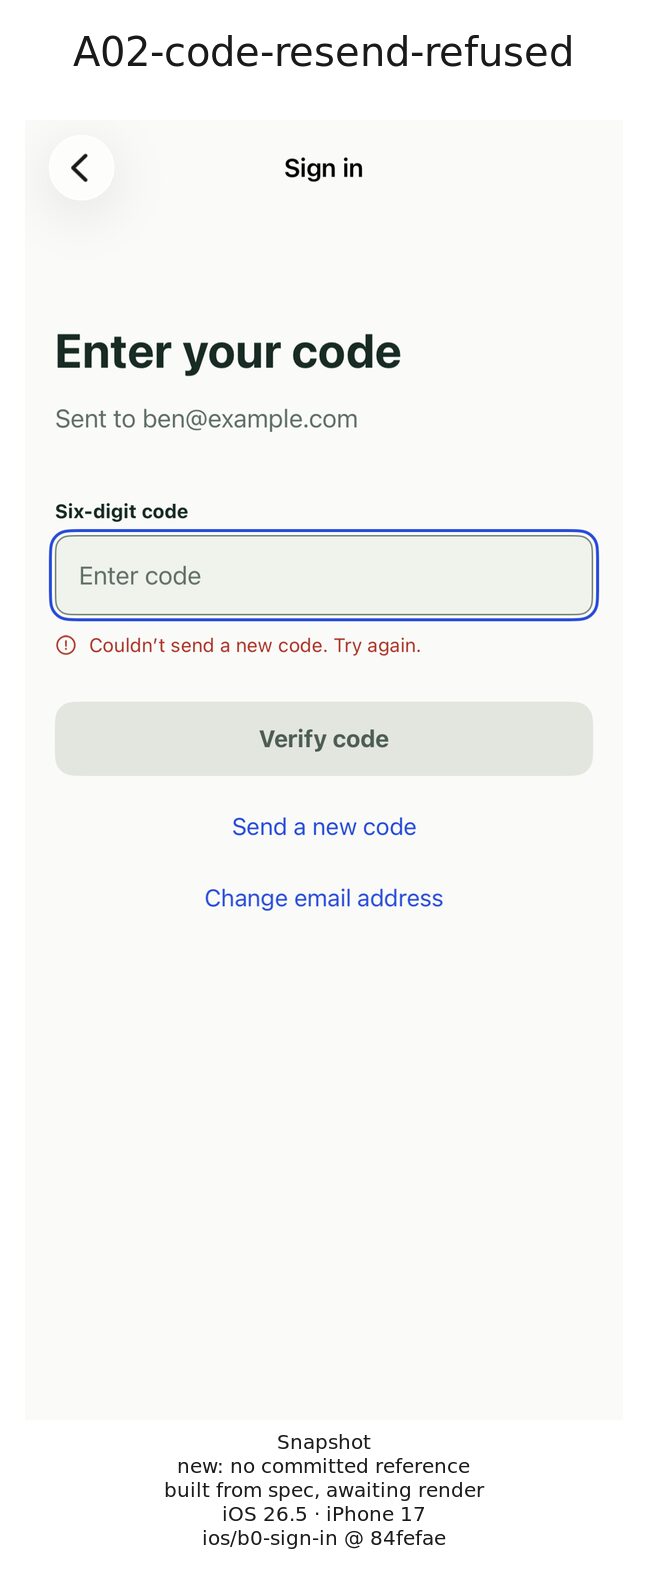 A02-code-resend-refused
Sign in
Enter your code
Sent to ben@example.com
Six-digit code
Enter code
Couldn’t send a new code. Try again.
Verify code
Send a new code
Change email address
Snapshot
new: no committed reference
built from spec, awaiting render
iOS 26.5 · iPhone 17
ios/b0-sign-in @ 84fefae